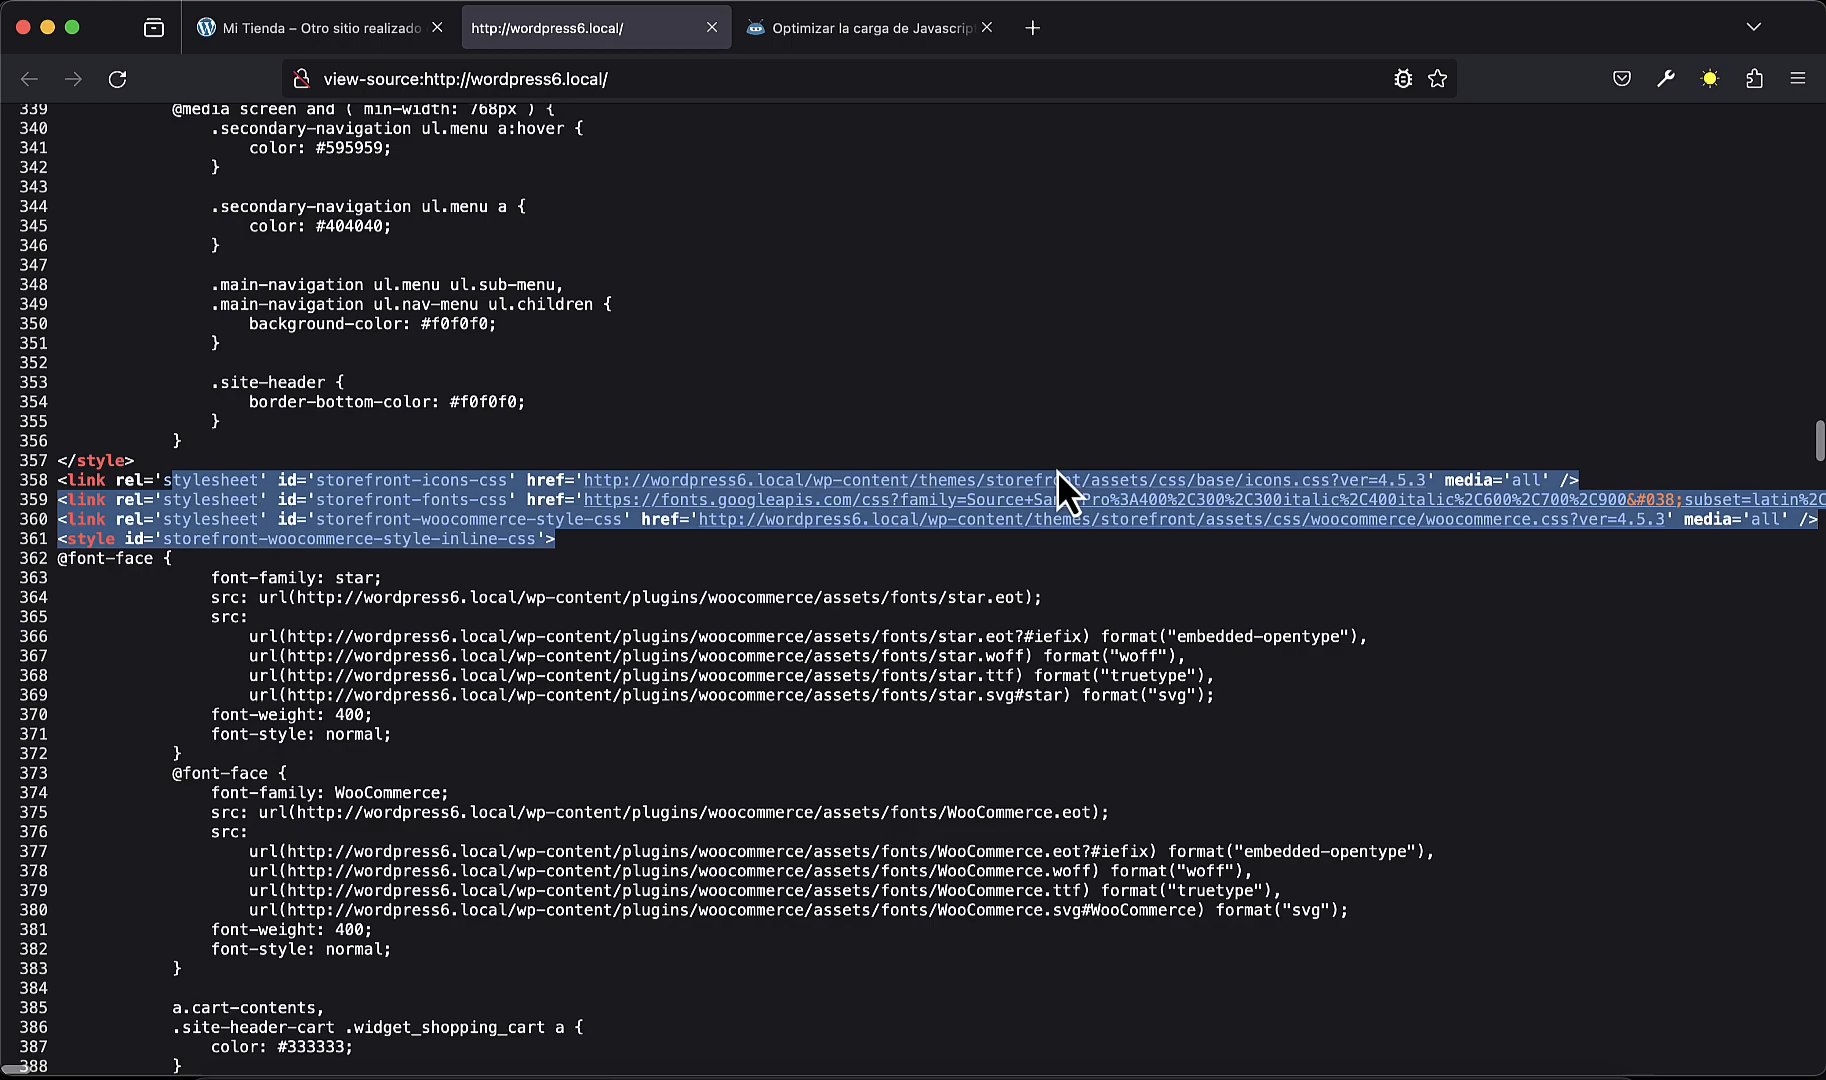 Mi Tienda – Otro sitio realizado
http://wordpress6.local/
Optimizar la carga de Javascrip
view-source:http://wordpress6.local/
339 @media screen and ( min-width: 768px ) {
340 .secondary-navigation ul.menu a:hover {
341 color: #595959;
342 }
343
344 .secondary-navigation ul.menu a {
345 color: #404040;
346 }
347
348 .main-navigation ul.menu ul.sub-menu,
349 .main-navigation ul.nav-menu ul.children {
350 background-color: #f0f0f0;
351 }
352
353 .site-header {
354 border-bottom-color: #f0f0f0;
355 }
356 }
357 </style>
358 <link rel='stylesheet' id='storefront-icons-css' href='http://wordpress6.local/wp-content/themes/storefront/assets/css/base/icons.css?ver=4.5.3' media='all' />
359 <link rel='stylesheet' id='storefront-fonts-css' href='https://fonts.googleapis.com/css?family=Source+Sans+Pro%3A400%2C300%2C300italic%2C400italic%2C600%2C700%2C900&#038;subset=latin%2C
360 <link rel='stylesheet' id='storefront-woocommerce-style-css' href='http://wordpress6.local/wp-content/themes/storefront/assets/css/woocommerce/woocommerce.css?ver=4.5.3' media='all' />
361 <style id='storefront-woocommerce-style-inline-css'>
362 @font-face {
363 font-family: star;
364 src: url(http://wordpress6.local/wp-content/plugins/woocommerce/assets/fonts/star.eot);
365 src:
366 url(http://wordpress6.local/wp-content/plugins/woocommerce/assets/fonts/star.eot?#iefix) format("embedded-opentype"),
367 url(http://wordpress6.local/wp-content/plugins/woocommerce/assets/fonts/star.woff) format("woff"),
368 url(http://wordpress6.local/wp-content/plugins/woocommerce/assets/fonts/star.ttf) format("truetype"),
369 url(http://wordpress6.local/wp-content/plugins/woocommerce/assets/fonts/star.svg#star) format("svg");
370 font-weight: 400;
371 font-style: normal;
372 }
373 @font-face {
374 font-family: WooCommerce;
375 src: url(http://wordpress6.local/wp-content/plugins/woocommerce/assets/fonts/WooCommerce.eot);
376 src:
377 url(http://wordpress6.local/wp-content/plugins/woocommerce/assets/fonts/WooCommerce.eot?#iefix) format("embedded-opentype"),
378 url(http://wordpress6.local/wp-content/plugins/woocommerce/assets/fonts/WooCommerce.woff) format("woff"),
379 url(http://wordpress6.local/wp-content/plugins/woocommerce/assets/fonts/WooCommerce.ttf) format("truetype"),
380 url(http://wordpress6.local/wp-content/plugins/woocommerce/assets/fonts/WooCommerce.svg#WooCommerce) format("svg");
381 font-weight: 400;
382 font-style: normal;
383 }
384
385 a.cart-contents,
386 .site-header-cart .widget_shopping_cart a {
387 color: #333333;
388 }